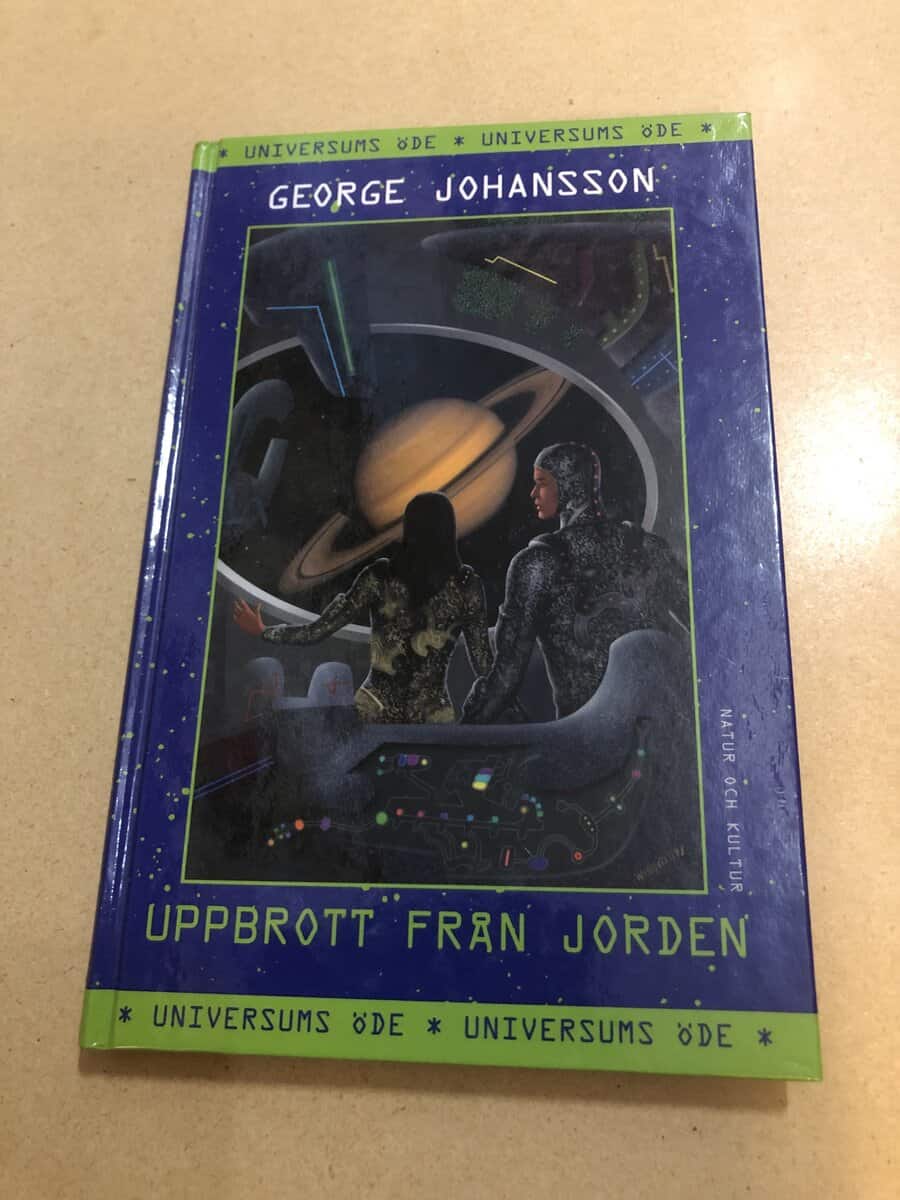 * UNIVERSUMS ÖDE * UNIVERSUMS ÖDE *
GEORGE JOHANSSON
NATUR OCH KULTUR
UPPBROTT FRÅN JORDEN
* UNIVERSUMS ÖDE * UNIVERSUMS ÖDE *